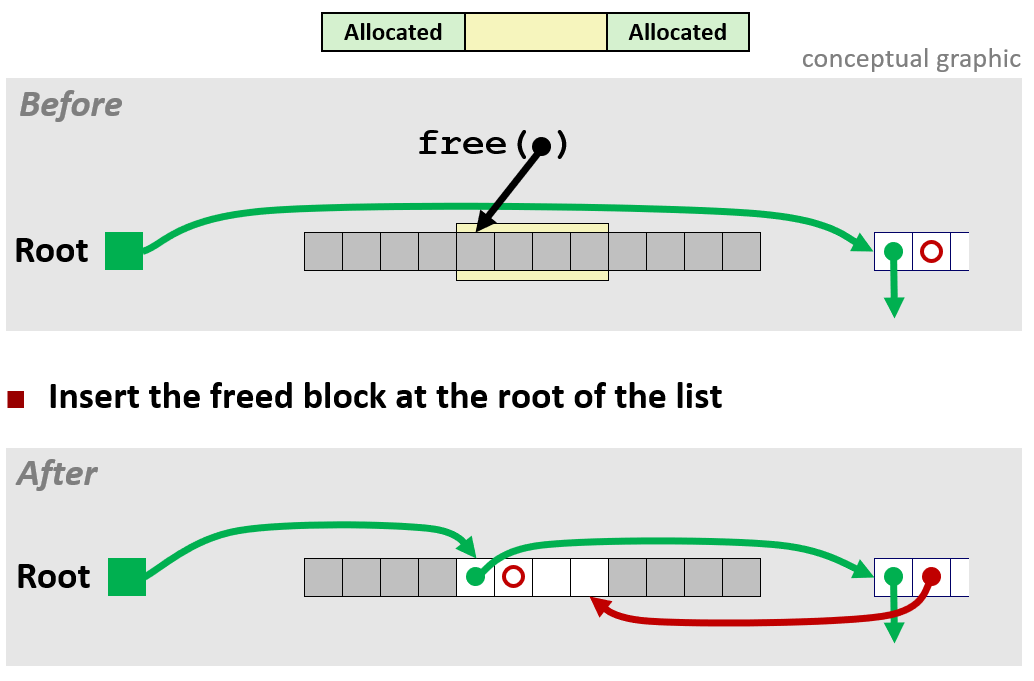 Allocated Allocated
conceptual graphic
Before
free( )
Root
Insert the freed block at the root of the list
After
Root